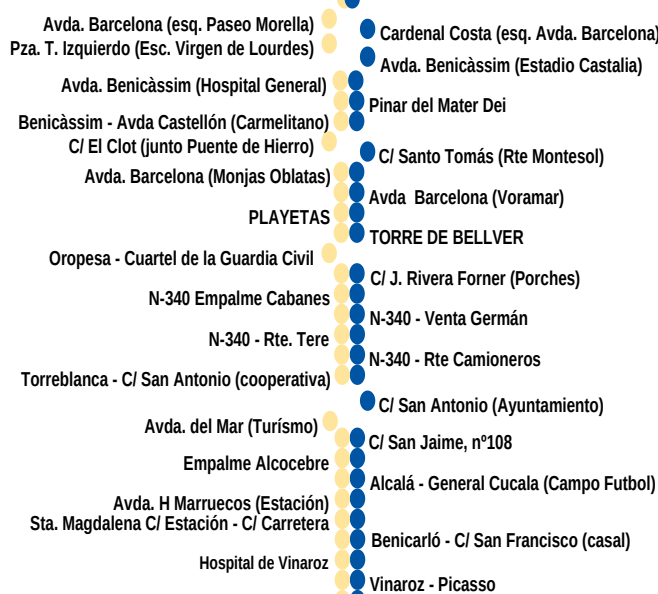 Avda. Barcelona (esq. Paseo Morella)
Cardenal Costa (esq. Avda. Barcelona)
Pza. T. Izquierdo (Esc. Virgen de Lourdes)
Avda. Benicàssim (Estadio Castalia)
Avda. Benicàssim (Hospital General)
Pinar del Mater Dei
Benicàssim - Avda Castellón (Carmelitano)
C/ El Clot (junto Puente de Hierro)
C/ Santo Tomás (Rte Montesol)
Avda. Barcelona (Monjas Oblatas)
Avda Barcelona (Voramar)
PLAYETAS
TORRE DE BELLVER
Oropesa - Cuartel de la Guardia Civil
C/ J. Rivera Forner (Porches)
N-340 Empalme Cabanes
N-340 - Venta Germán
N-340 - Rte. Tere
N-340 - Rte Camioneros
Torreblanca - C/ San Antonio (cooperativa)
C/ San Antonio (Ayuntamiento)
Avda. del Mar (Turísmo)
C/ San Jaime, nº108
Empalme Alcocebre
Alcalá - General Cucala (Campo Futbol)
Avda. H Marruecos (Estación)
Sta. Magdalena C/ Estación - C/ Carretera
Benicarló - C/ San Francisco (casal)
Hospital de Vinaroz
Vinaroz - Picasso